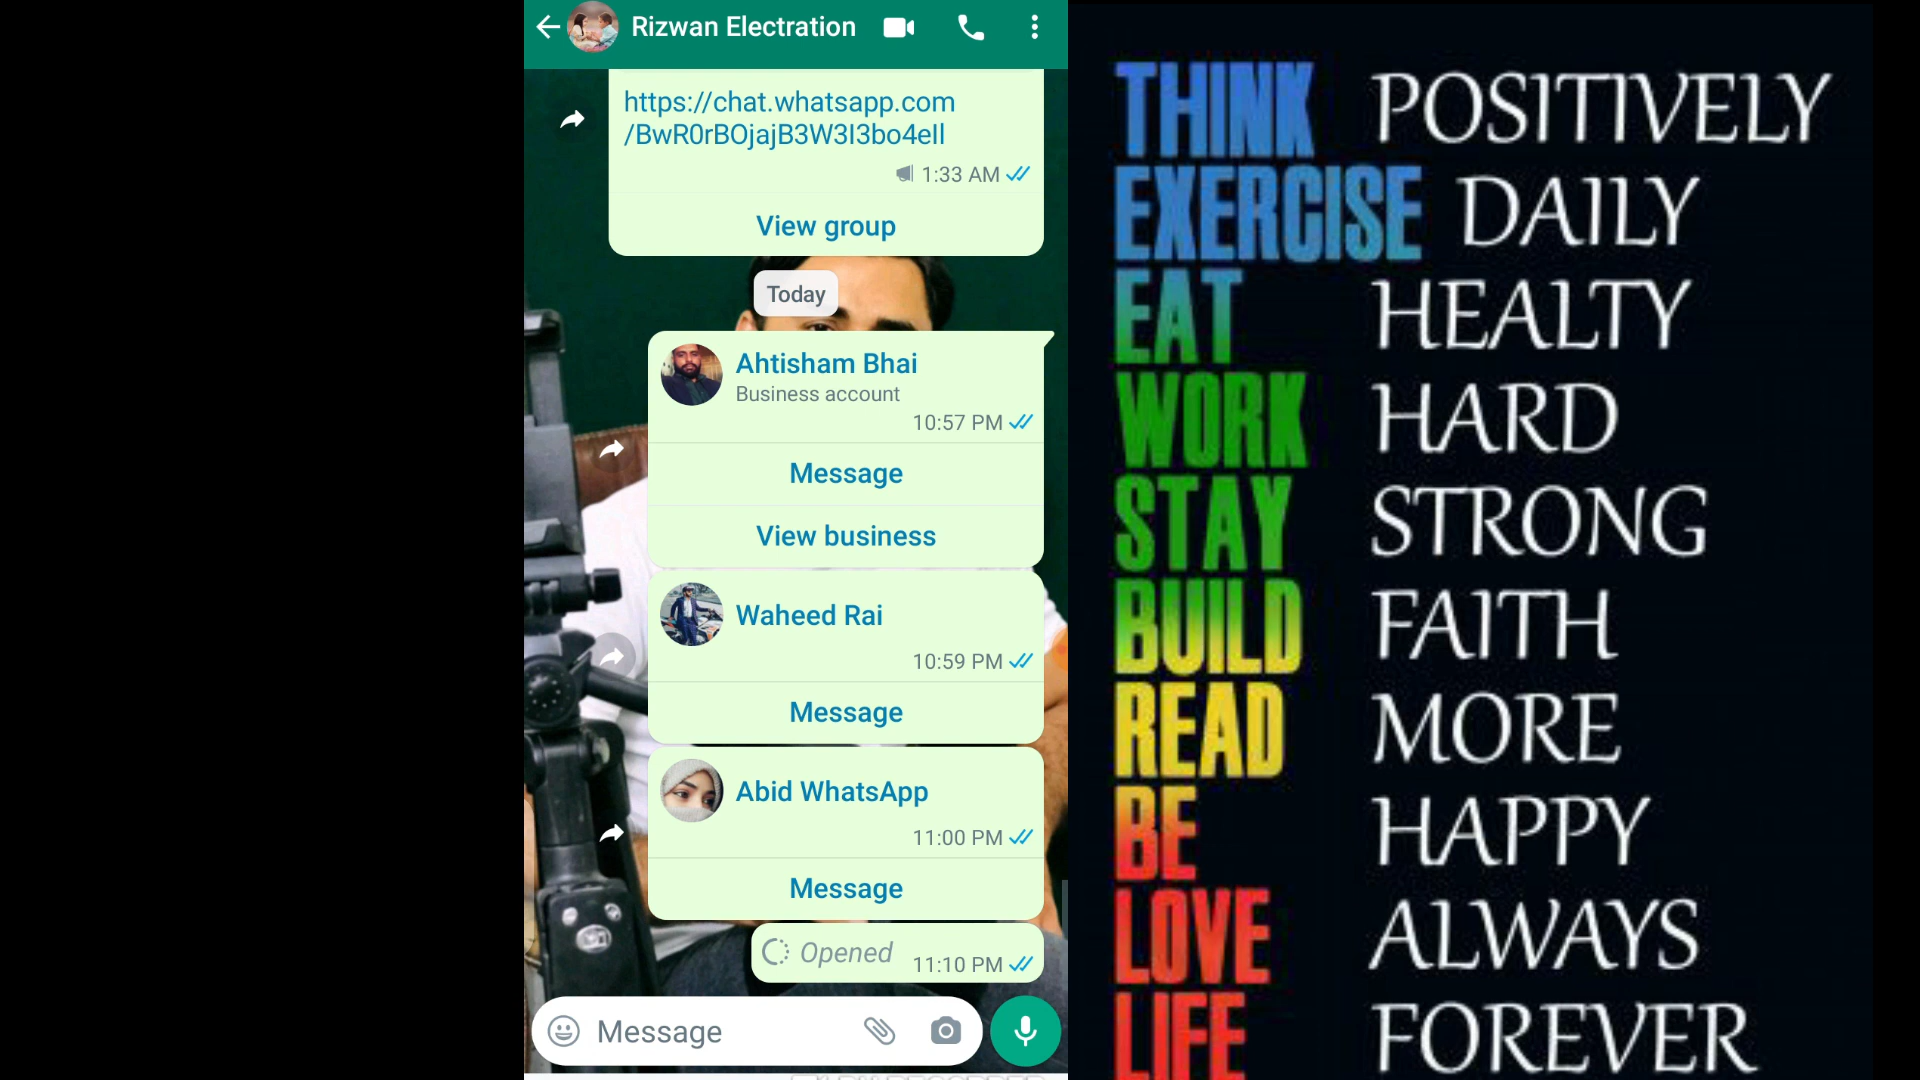 Rizwan Electration
https://chat.whatsapp.com
/BwR0rBOjajB3W3I3bo4eIl
1:33 AM
View group
Today
Ahtisham Bhai
Business account
10:57 PM
Message
View business
Waheed Rai
10:59 PM
Message
Abid WhatsApp
11:00 PM
Message
Opened 11:10 PM
Message
THINK POSITIVELY
EXERCISE DAILY
EAT HEALTY
WORK HARD
STAY STRONG
BUILD FAITH
READ MORE
BE HAPPY
LOVE ALWAYS
LIFE FOREVER